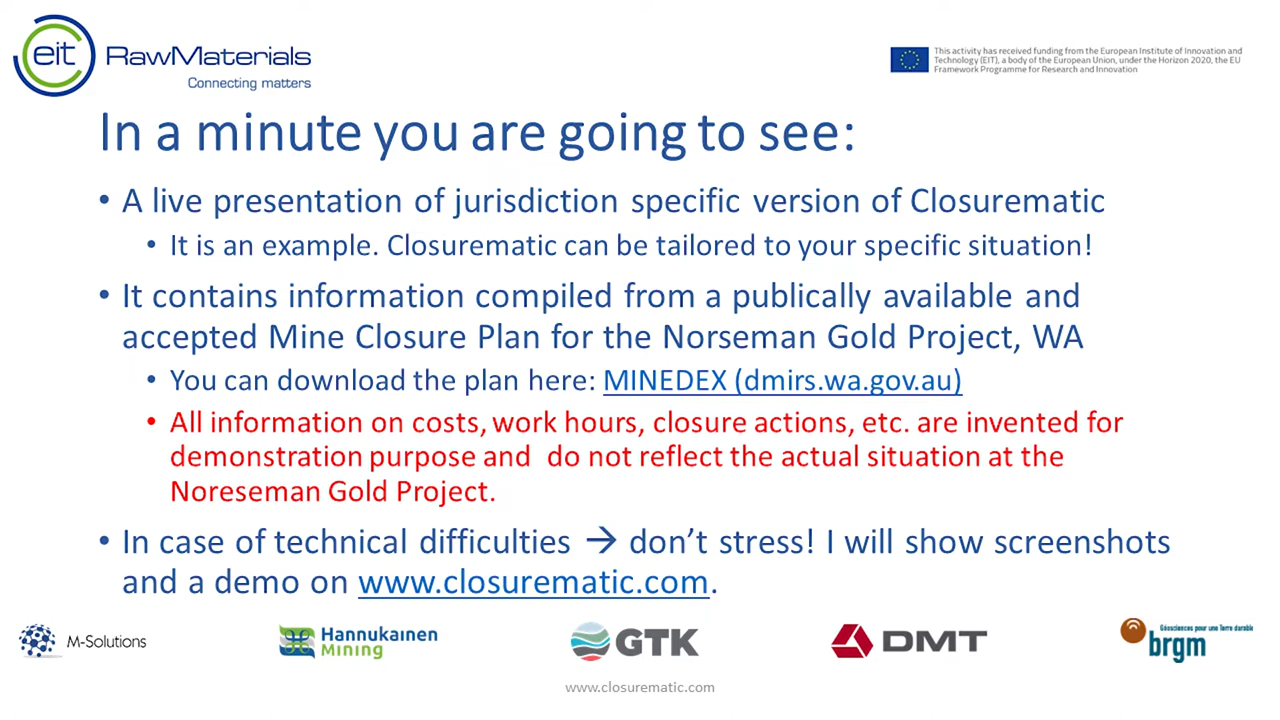 eit RawMaterials
Connecting matters
This activity has received funding from the European Institute of Innovation and
Technology (EIT), a body of the European Union, under the Horizon 2020, the EU
Framework Programme for Research and Innovation
In a minute you are going to see:
• A live presentation of jurisdiction specific version of Closurematic
• It is an example. Closurematic can be tailored to your specific situation!
• It contains information compiled from a publically available and
accepted Mine Closure Plan for the Norseman Gold Project, WA
• You can download the plan here: MINEDEX (dmirs.wa.gov.au)
• All information on costs, work hours, closure actions, etc. are invented for
demonstration purpose and  do not reflect the actual situation at the
Noreseman Gold Project.
• In case of technical difficulties → don’t stress! I will show screenshots
and a demo on www.closurematic.com.
M-Solutions
Hannukainen
Mining
GTK
DMT
Géosciences pour une Terre durable
brgm
www.closurematic.com